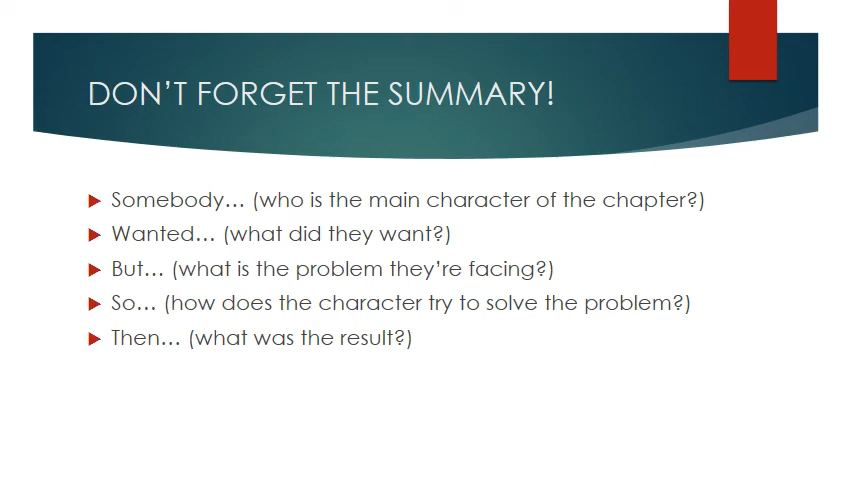 DON’T FORGET THE SUMMARY!
Somebody… (who is the main character of the chapter?)
Wanted… (what did they want?)
But… (what is the problem they’re facing?)
So… (how does the character try to solve the problem?)
Then… (what was the result?)